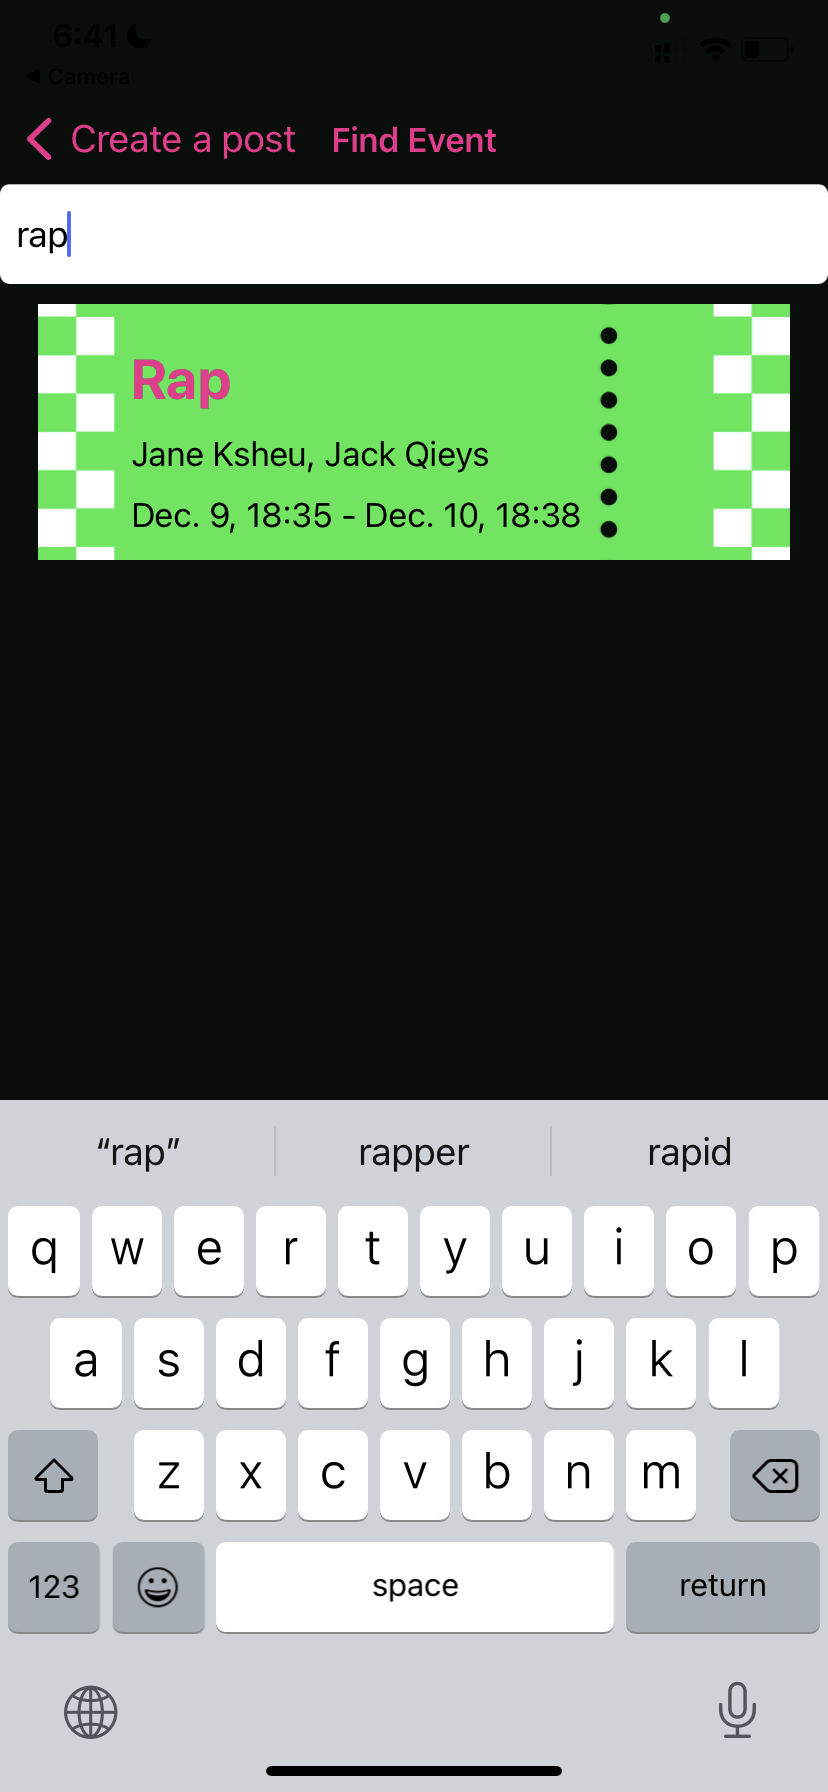 6:41
◀ Camera
Create a post Find Event
rap
Rap
Jane Ksheu, Jack Qieys
Dec. 9, 18:35 - Dec. 10, 18:38
“rap” rapper rapid
q w e r t y u i o p
a s d f g h j k l
z x c v b n m
123 space return